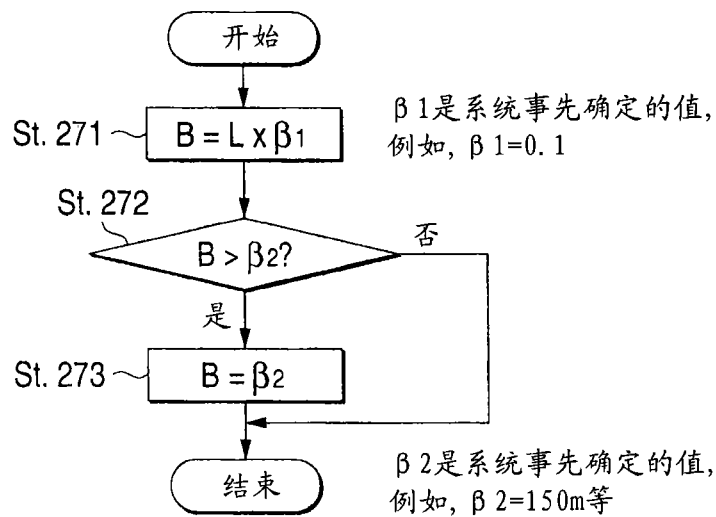 开始
St. 271
B = L x β1
β1是系统事先确定的值,
例如, β1=0.1
St. 272
B > β2?
否
是
St. 273
B = β2
结束
β2是系统事先确定的值,
例如, β2=150m等